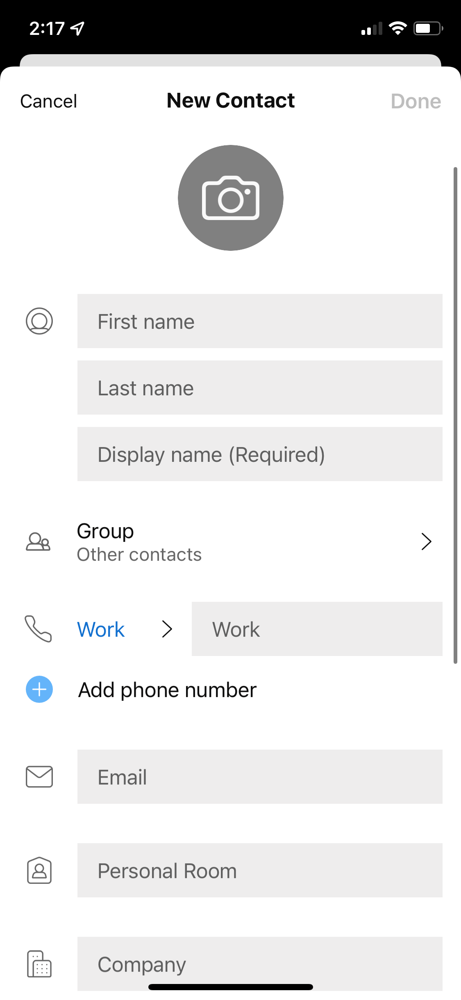 2:17
Cancel New Contact Done
First name
Last name
Display name (Required)
Group
Other contacts
Work Work
Add phone number
Email
Personal Room
Company